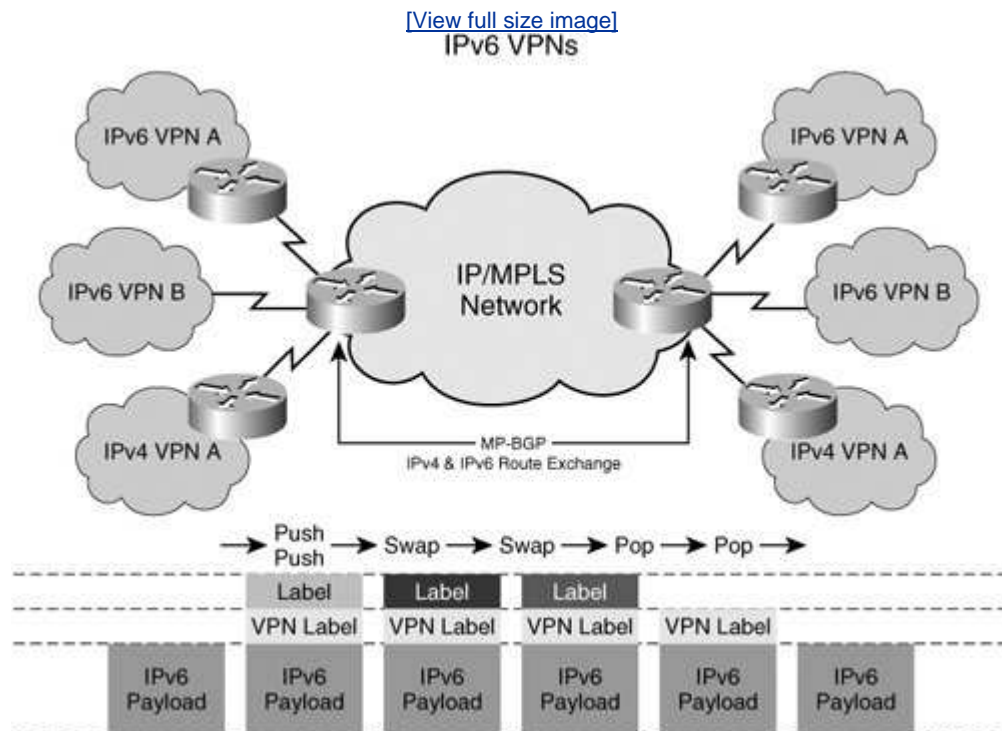 [View full size image]
IPv6 VPNs
IPv6 VPN A
IPv6 VPN A
IPv6 VPN B
IP/MPLS
Network
IPv6 VPN B
IPv4 VPN A
IPv4 VPN A
MP-BGP
IPv4 & IPv6 Route Exchange
Push
Push
Swap
Swap
Pop
Pop
Label
Label
Label
VPN Label
VPN Label
VPN Label
VPN Label
IPv6
Payload
IPv6
Payload
IPv6
Payload
IPv6
Payload
IPv6
Payload
IPv6
Payload